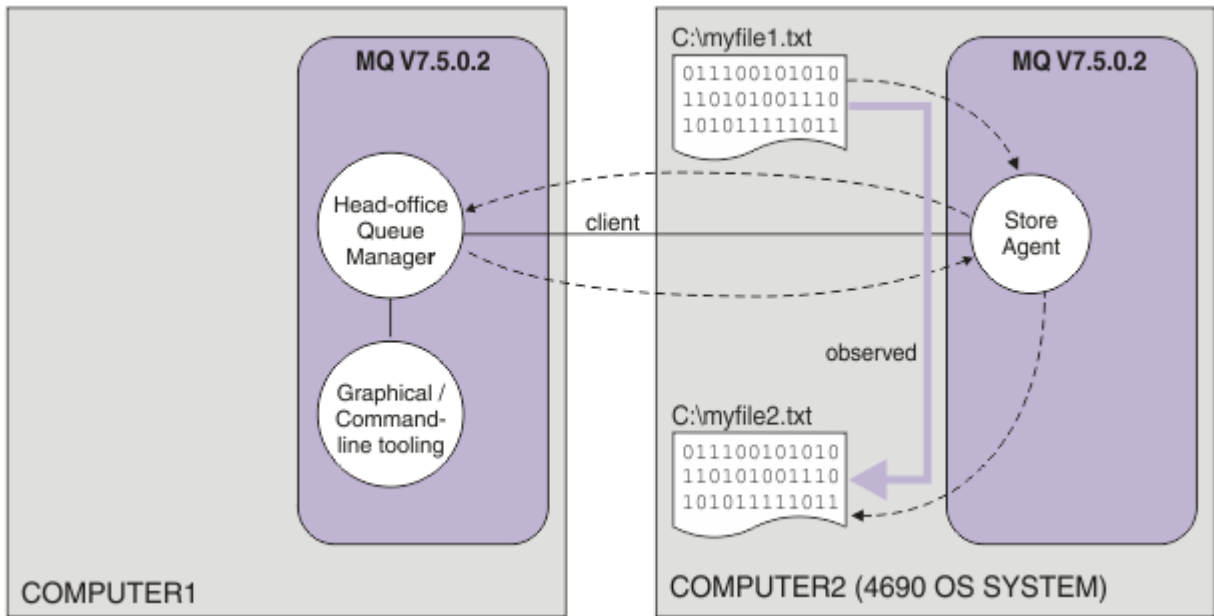 MQ V7.5.0.2
Head-office
Queue
Manager
Graphical /
Command-
line tooling
COMPUTER1
client
C:\myfile1.txt
011100101010
110101001110
101011111011
MQ V7.5.0.2
Store
Agent
observed
C:\myfile2.txt
011100101010
110101001110
101011111011
COMPUTER2 (4690 OS SYSTEM)